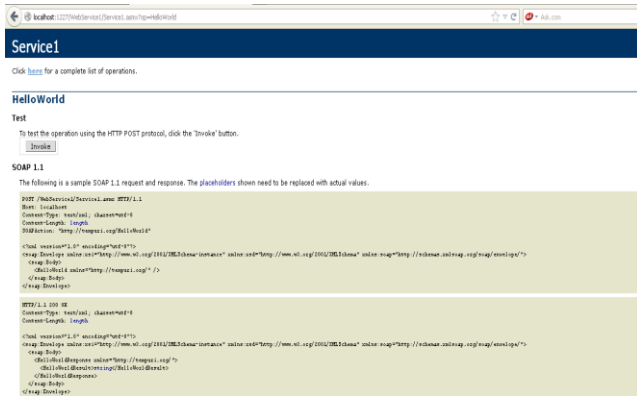 localhost:1227/WebService1/Service1.asmx?op=HelloWorld
Ask.com
Service1
Click here for a complete list of operations.
HelloWorld
Test
To test the operation using the HTTP POST protocol, click the 'Invoke' button.
Invoke
SOAP 1.1
The following is a sample SOAP 1.1 request and response. The placeholders shown need to be replaced with actual values.
POST /WebService1/Service1.asmx HTTP/1.1
Host: localhost
Content-Type: text/xml; charset=utf-8
Content-Length: length
SOAPAction: "http://tempuri.org/HelloWorld"
<?xml version="1.0" encoding="utf-8"?>
<soap:Envelope xmlns:xsi="http://www.w3.org/2001/XMLSchema-instance" xmlns:xsd="http://www.w3.org/2001/XMLSchema" xmlns:soap="http://schemas.xmlsoap.org/soap/envelope/">
<soap:Body>
<HelloWorld xmlns="http://tempuri.org/" />
</soap:Body>
</soap:Envelope>
HTTP/1.1 200 OK
Content-Type: text/xml; charset=utf-8
Content-Length: length
<?xml version="1.0" encoding="utf-8"?>
<soap:Envelope xmlns:xsi="http://www.w3.org/2001/XMLSchema-instance" xmlns:xsd="http://www.w3.org/2001/XMLSchema" xmlns:soap="http://schemas.xmlsoap.org/soap/envelope/">
<soap:Body>
<HelloWorldResponse xmlns="http://tempuri.org/">
<HelloWorldResult>string</HelloWorldResult>
</HelloWorldResponse>
</soap:Body>
</soap:Envelope>